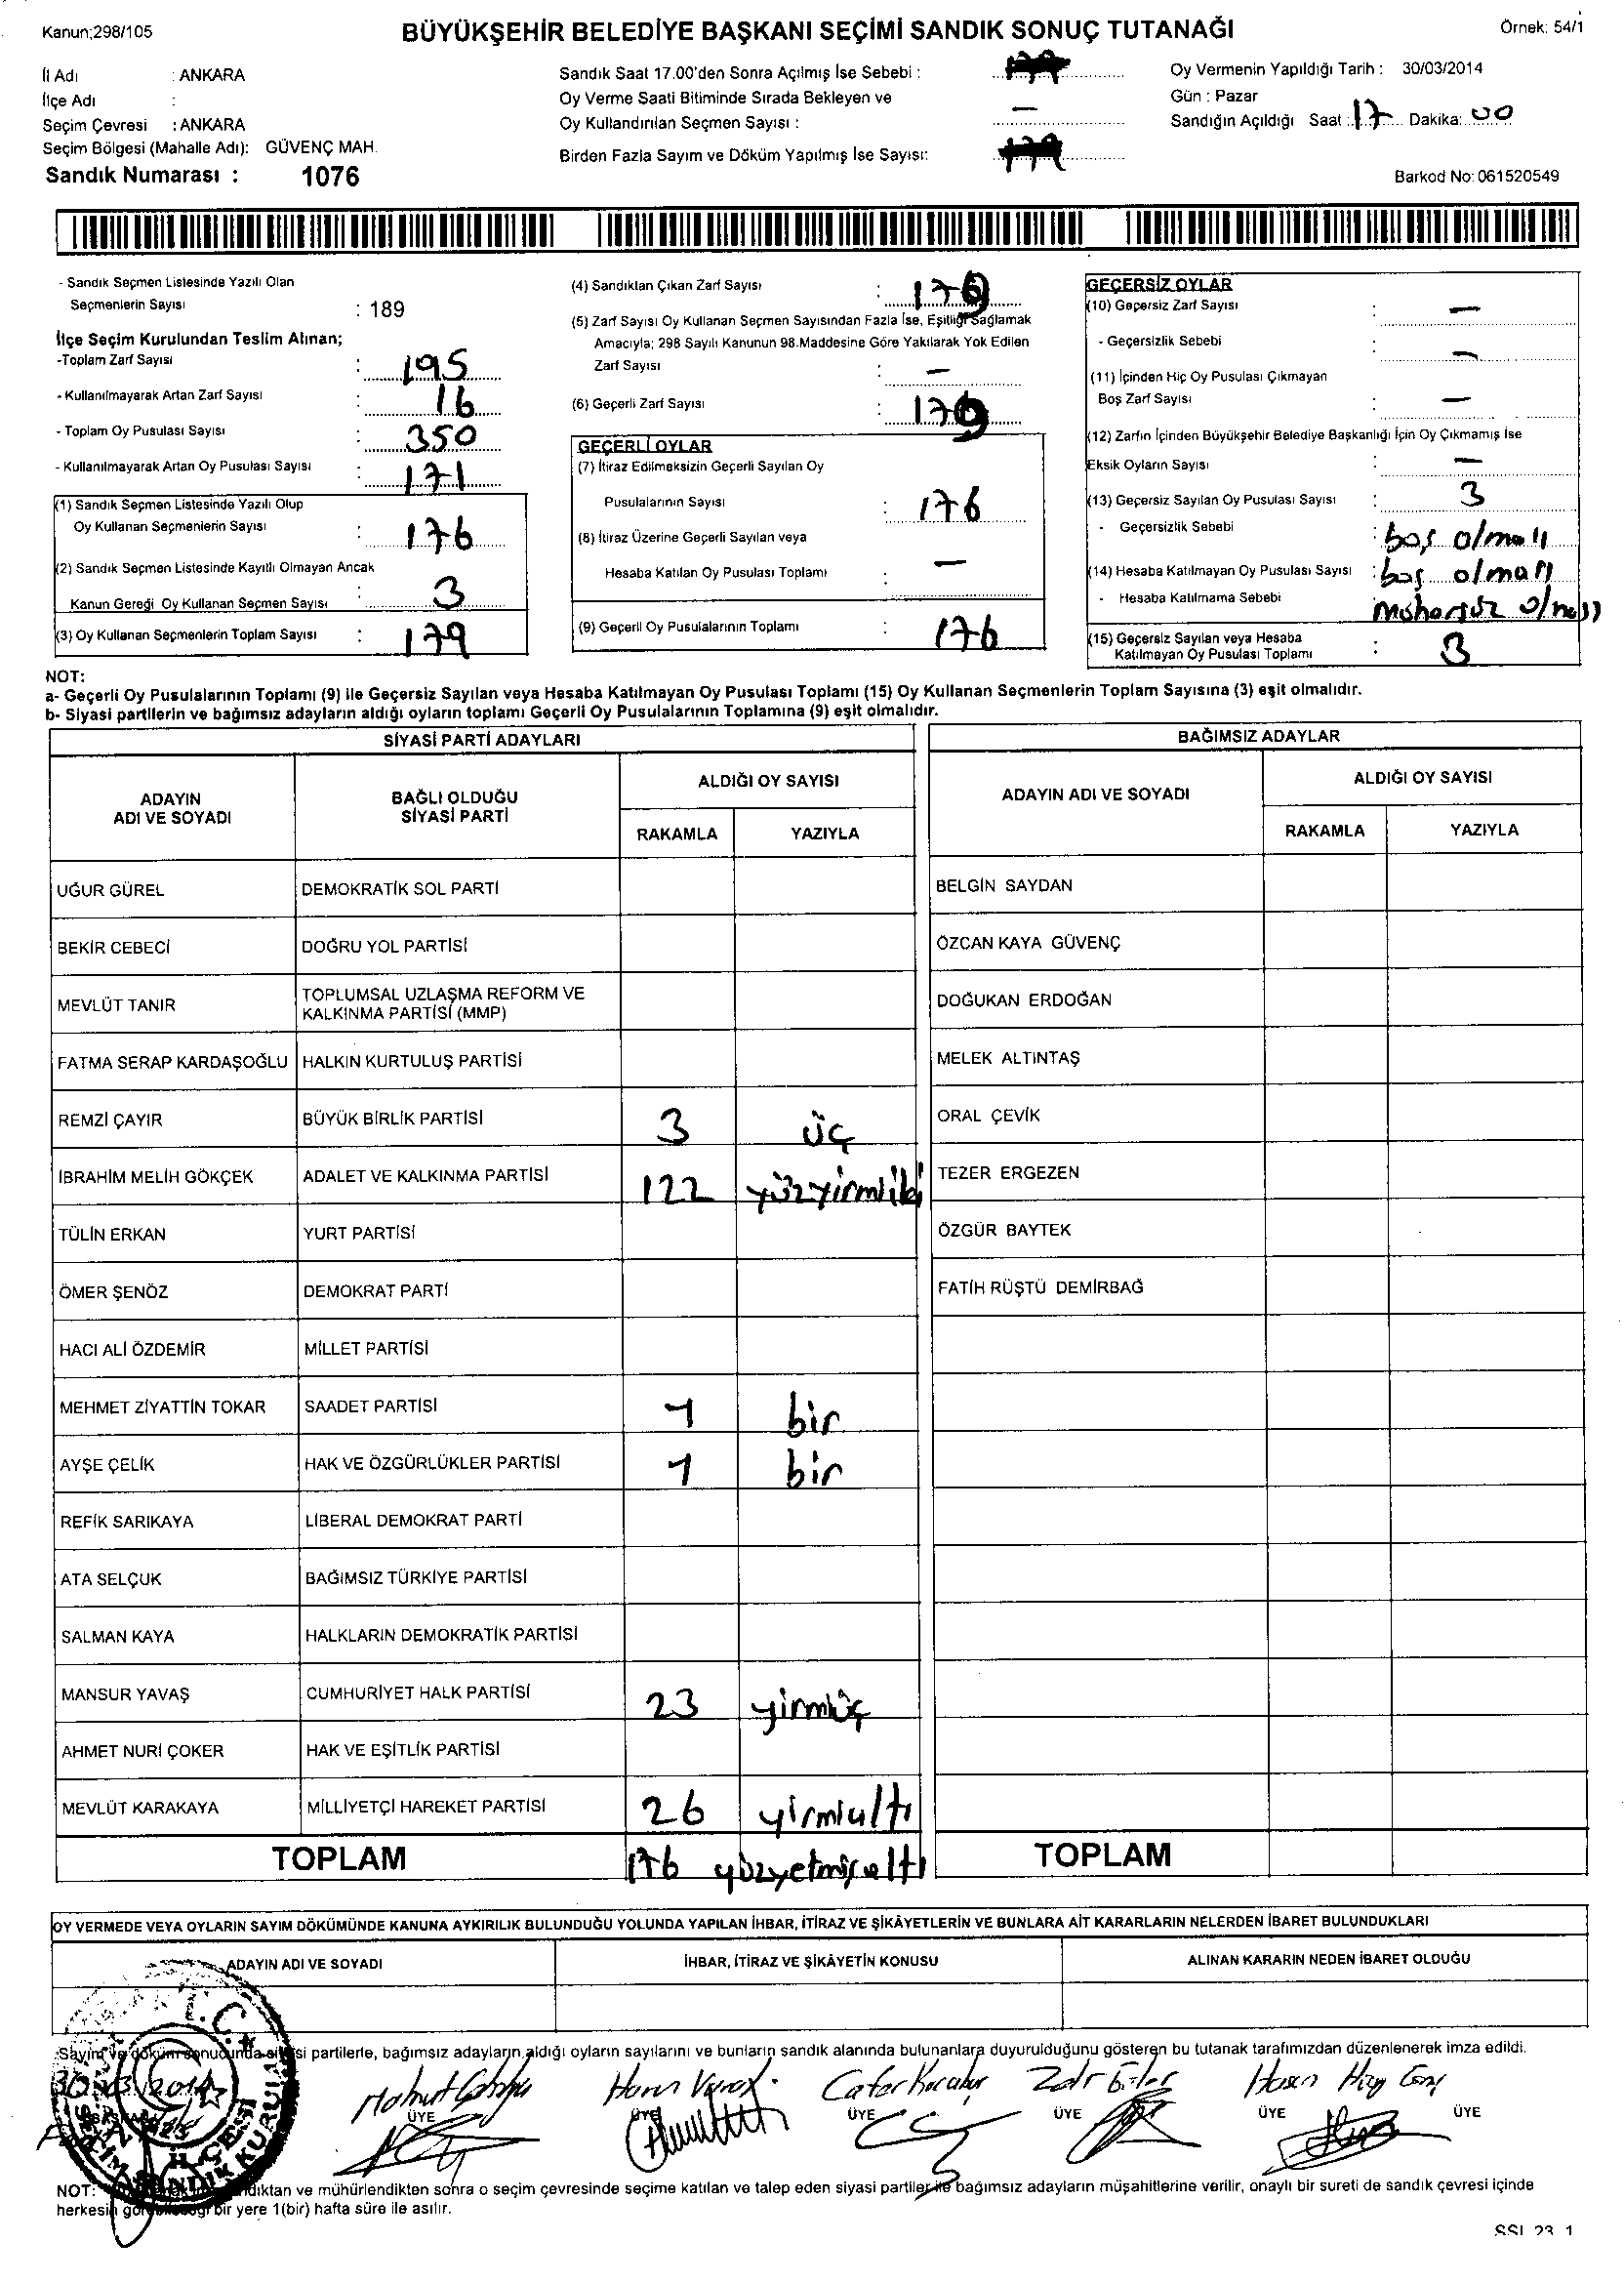 Kanun;298/105
BÜYÜKŞEHİR BELEDİYE BAŞKANI SEÇİMİ SANDIK SONUÇ TUTANAĞI
Örnek: 54/1
İl Adı : ANKARA
İlçe Adı :
Seçim Çevresi : ANKARA
Seçim Bölgesi (Mahalle Adı): GÜVENÇ MAH.
Sandık Numarası : 1076
Sandık Saat 17.00'den Sonra Açılmış İse Sebebi :
Oy Verme Saati Bitiminde Sırada Bekleyen ve
Oy Kullandırılan Seçmen Sayısı : —
Birden Fazla Sayım ve Döküm Yapılmış İse Sayısı:
Oy Vermenin Yapıldığı Tarih : 30/03/2014
Gün : Pazar
Sandığın Açıldığı Saat : 17 Dakika: 00
Barkod No: 061520549
- Sandık Seçmen Listesinde Yazılı Olan
Seçmenlerin Sayısı : 189
İlçe Seçim Kurulundan Teslim Alınan;
-Toplam Zarf Sayısı : 195
- Kullanılmayarak Artan Zarf Sayısı : 16
- Toplam Oy Pusulası Sayısı : 350
- Kullanılmayarak Artan Oy Pusulası Sayısı : 171
(1) Sandık Seçmen Listesinde Yazılı Olup
Oy Kullanan Seçmenlerin Sayısı : 176
(2) Sandık Seçmen Listesinde Kayıtlı Olmayan Ancak
Kanun Gereği Oy Kullanan Seçmen Sayısı : 3
(3) Oy Kullanan Seçmenlerin Toplam Sayısı : 179
(4) Sandıktan Çıkan Zarf Sayısı : 179
(5) Zarf Sayısı Oy Kullanan Seçmen Sayısından Fazla İse, Eşitliği Sağlamak
Amacıyla; 298 Sayılı Kanunun 98.Maddesine Göre Yakılarak Yok Edilen
Zarf Sayısı : —
(6) Geçerli Zarf Sayısı : 179
GEÇERLİ OYLAR
(7) İtiraz Edilmeksizin Geçerli Sayılan Oy
Pusulalarının Sayısı : 176
(8) İtiraz Üzerine Geçerli Sayılan veya
Hesaba Katılan Oy Pusulası Toplamı : —
(9) Geçerli Oy Pusulalarının Toplamı : 176
GEÇERSİZ OYLAR
(10) Geçersiz Zarf Sayısı : —
- Geçersizlik Sebebi : —
(11) İçinden Hiç Oy Pusulası Çıkmayan
Boş Zarf Sayısı : —
(12) Zarfın İçinden Büyükşehir Belediye Başkanlığı İçin Oy Çıkmamış İse
Eksik Oyların Sayısı : —
(13) Geçersiz Sayılan Oy Pusulası Sayısı : 3
- Geçersizlik Sebebi : boş olması
(14) Hesaba Katılmayan Oy Pusulası Sayısı : boş olması
- Hesaba Katılmama Sebebi mühürsüz olması
(15) Geçersiz Sayılan veya Hesaba
Katılmayan Oy Pusulası Toplamı : 3
NOT:
a- Geçerli Oy Pusulalarının Toplamı (9) ile Geçersiz Sayılan veya Hesaba Katılmayan Oy Pusulası Toplamı (15) Oy Kullanan Seçmenlerin Toplam Sayısına (3) eşit olmalıdır.
b- Siyasi partilerin ve bağımsız adayların aldığı oyların toplamı Geçerli Oy Pusulalarının Toplamına (9) eşit olmalıdır.
SİYASİ PARTİ ADAYLARI
ADAYIN ADI VE SOYADI BAĞLI OLDUĞU SİYASİ PARTİ ALDIĞI OY SAYISI
RAKAMLA YAZIYLA
UĞUR GÜREL DEMOKRATİK SOL PARTİ
BEKİR CEBECİ DOĞRU YOL PARTİSİ
MEVLÜT TANIR TOPLUMSAL UZLAŞMA REFORM VE
KALKINMA PARTİSİ (MMP)
FATMA SERAP KARDAŞOĞLU HALKIN KURTULUŞ PARTİSİ
REMZİ ÇAYIR BÜYÜK BİRLİK PARTİSİ 3 üç
İBRAHİM MELİH GÖKÇEK ADALET VE KALKINMA PARTİSİ 122 yüzyirmiiki
TÜLİN ERKAN YURT PARTİSİ
ÖMER ŞENÖZ DEMOKRAT PARTİ
HACI ALİ ÖZDEMİR MİLLET PARTİSİ
MEHMET ZİYATTİN TOKAR SAADET PARTİSİ 1 bir
AYŞE ÇELİK HAK VE ÖZGÜRLÜKLER PARTİSİ 1 bir
REFİK SARIKAYA LİBERAL DEMOKRAT PARTİ
ATA SELÇUK BAĞIMSIZ TÜRKİYE PARTİSİ
SALMAN KAYA HALKLARIN DEMOKRATİK PARTİSİ
MANSUR YAVAŞ CUMHURİYET HALK PARTİSİ 23 yirmiüç
AHMET NURİ ÇOKER HAK VE EŞİTLİK PARTİSİ
MEVLÜT KARAKAYA MİLLİYETÇİ HAREKET PARTİSİ 26 yirmialtı
TOPLAM 176 yüzyetmişaltı
BAĞIMSIZ ADAYLAR
ADAYIN ADI VE SOYADI ALDIĞI OY SAYISI
RAKAMLA YAZIYLA
BELGİN SAYDAN
ÖZCAN KAYA GÜVENÇ
DOĞUKAN ERDOĞAN
MELEK ALTINTAŞ
ORAL ÇEVİK
TEZER ERGEZEN
ÖZGÜR BAYTEK
FATİH RÜŞTÜ DEMİRBAĞ
TOPLAM
OY VERMEDE VEYA OYLARIN SAYIM DÖKÜMÜNDE KANUNA AYKIRILIK BULUNDUĞU YOLUNDA YAPILAN İHBAR, İTİRAZ VE ŞİKÂYETLERİN VE BUNLARA AİT KARARLARIN NELERDEN İBARET BULUNDUKLARI
ADAYIN ADI VE SOYADI İHBAR, İTİRAZ VE ŞİKÂYETİN KONUSU ALINAN KARARIN NEDEN İBARET OLDUĞU
Sayım ve döküm sonucunda siyasi partilerle, bağımsız adayların aldığı oyların sayılarını ve bunların sandık alanında bulunanlara duyurulduğunu gösteren bu tutanak tarafımızdan düzenlenerek imza edildi.
T.C.
ÜYE ÜYE ÜYE ÜYE ÜYE ÜYE
NOT: ve mühürlendikten sonra o seçim çevresinde seçime katılan ve talep eden siyasi partiler ile bağımsız adayların müşahitlerine verilir, onaylı bir sureti de sandık çevresi içinde
herkesin bir yere 1(bir) hafta süre ile asılır.
SSI 23 1